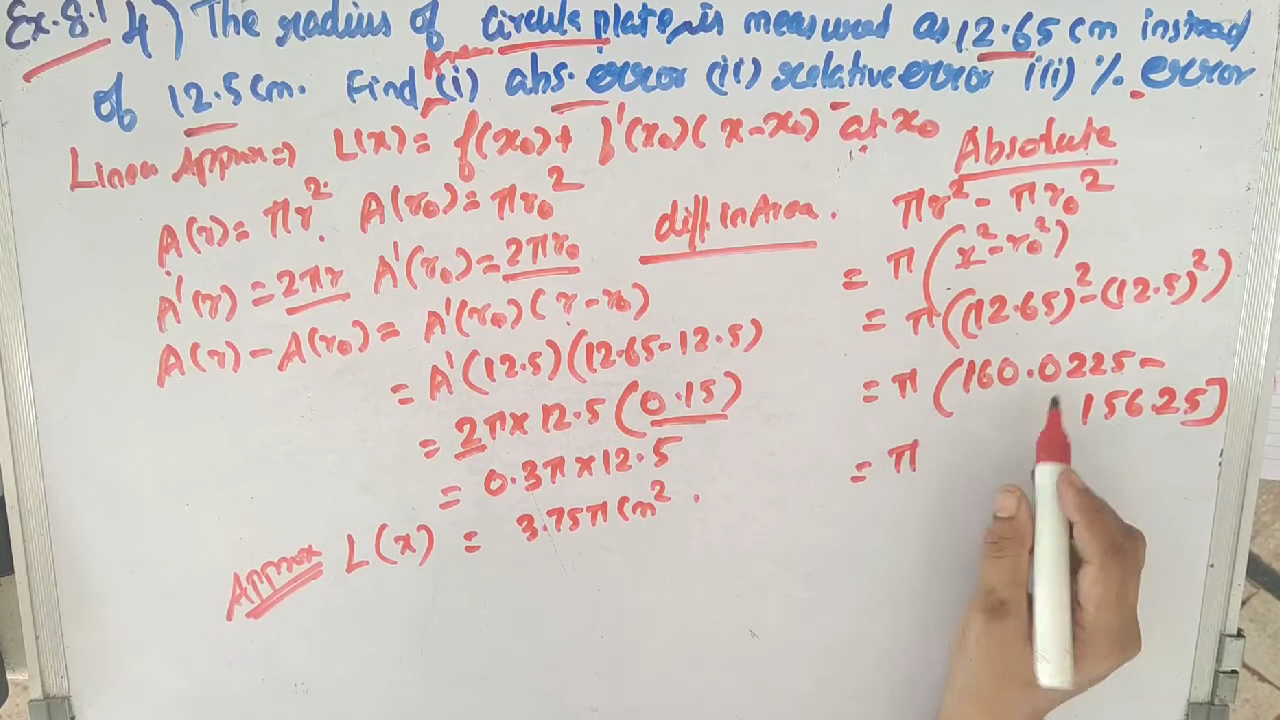 Ex.8.1 4) The radius of circule plate is measured as 12.65 cm instead
of 12.5cm. Find Area (i) abs. error (ii) relative error iii) % error
Linear Approx => L(x) = f(x₀) + f'(x₀)(x-x₀) at x₀
Absolute
A(r) = πr² A(r₀) = πr₀²
diff. in Area.
πr² - πr₀²
A'(r) = 2πr A'(r₀) = 2πr₀
= π(r²-r₀²)
A(r) - A(r₀) = A'(r₀)(r-r₀)
= π((12.65)²-(12.5)²)
= A'(12.5)(12.65-12.5)
= π(160.0225-
156.25)
= 2π×12.5(0.15)
= π
= 0.3π×12.5
Approx L(x) = 3.75π cm².